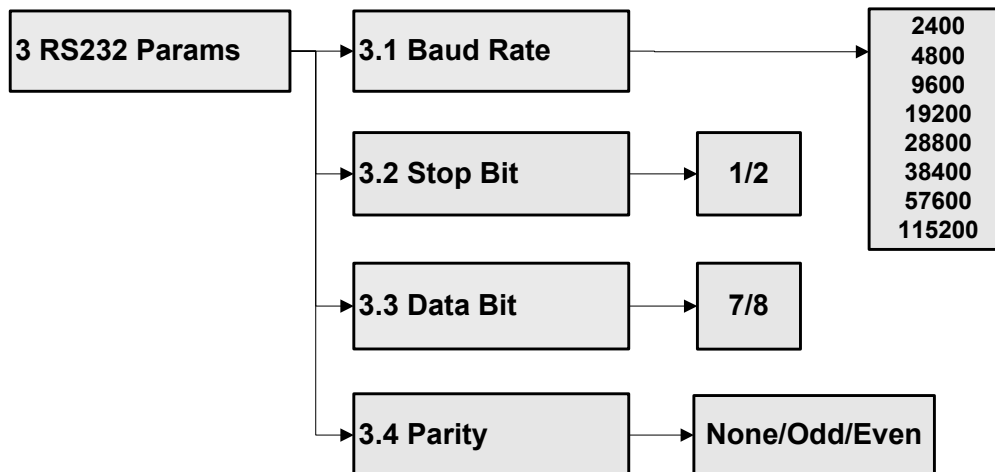 3 RS232 Params
3.1 Baud Rate
2400
4800
9600
19200
28800
38400
57600
115200
3.2 Stop Bit
1/2
3.3 Data Bit
7/8
3.4 Parity
None/Odd/Even